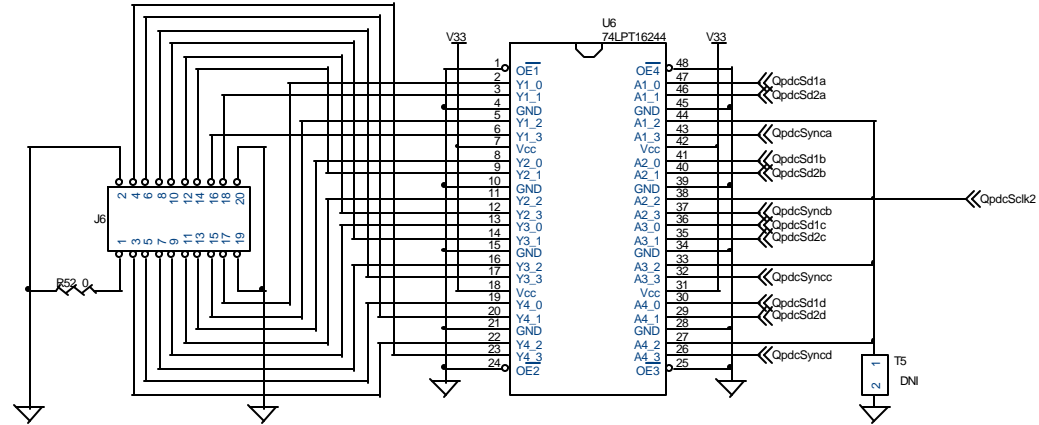 U6
74LPT16244
V33
V33
1 OE1 OE4 48
2 Y1_0 A1_0 47 QpdcSd1a
3 Y1_1 A1_1 46 QpdcSd2a
4 GND GND 45
5 Y1_2 A1_2 44
6 Y1_3 A1_3 43 QpdcSynca
7 Vcc Vcc 42
8 Y2_0 A2_0 41 QpdcSd1b
9 Y2_1 A2_1 40 QpdcSd2b
10 GND GND 39
11 Y2_2 A2_2 38 QpdcSclk2
12 Y2_3 A2_3 37 QpdcSyncb
13 Y3_0 A3_0 36 QpdcSd1c
14 Y3_1 A3_1 35 QpdcSd2c
15 GND GND 34
16 Y3_2 A3_2 33
17 Y3_3 A3_3 32 QpdcSyncc
18 Vcc Vcc 31
19 Y4_0 A4_0 30 QpdcSd1d
20 Y4_1 A4_1 29 QpdcSd2d
21 GND GND 28
22 Y4_2 A4_2 27
23 Y4_3 A4_3 26 QpdcSyncd
24 OE2 OE3 25
J6
2 4 6 8 10 12 14 16 18 20
1 3 5 7 9 11 13 15 17 19
R52 0
T5
1
2
DNI